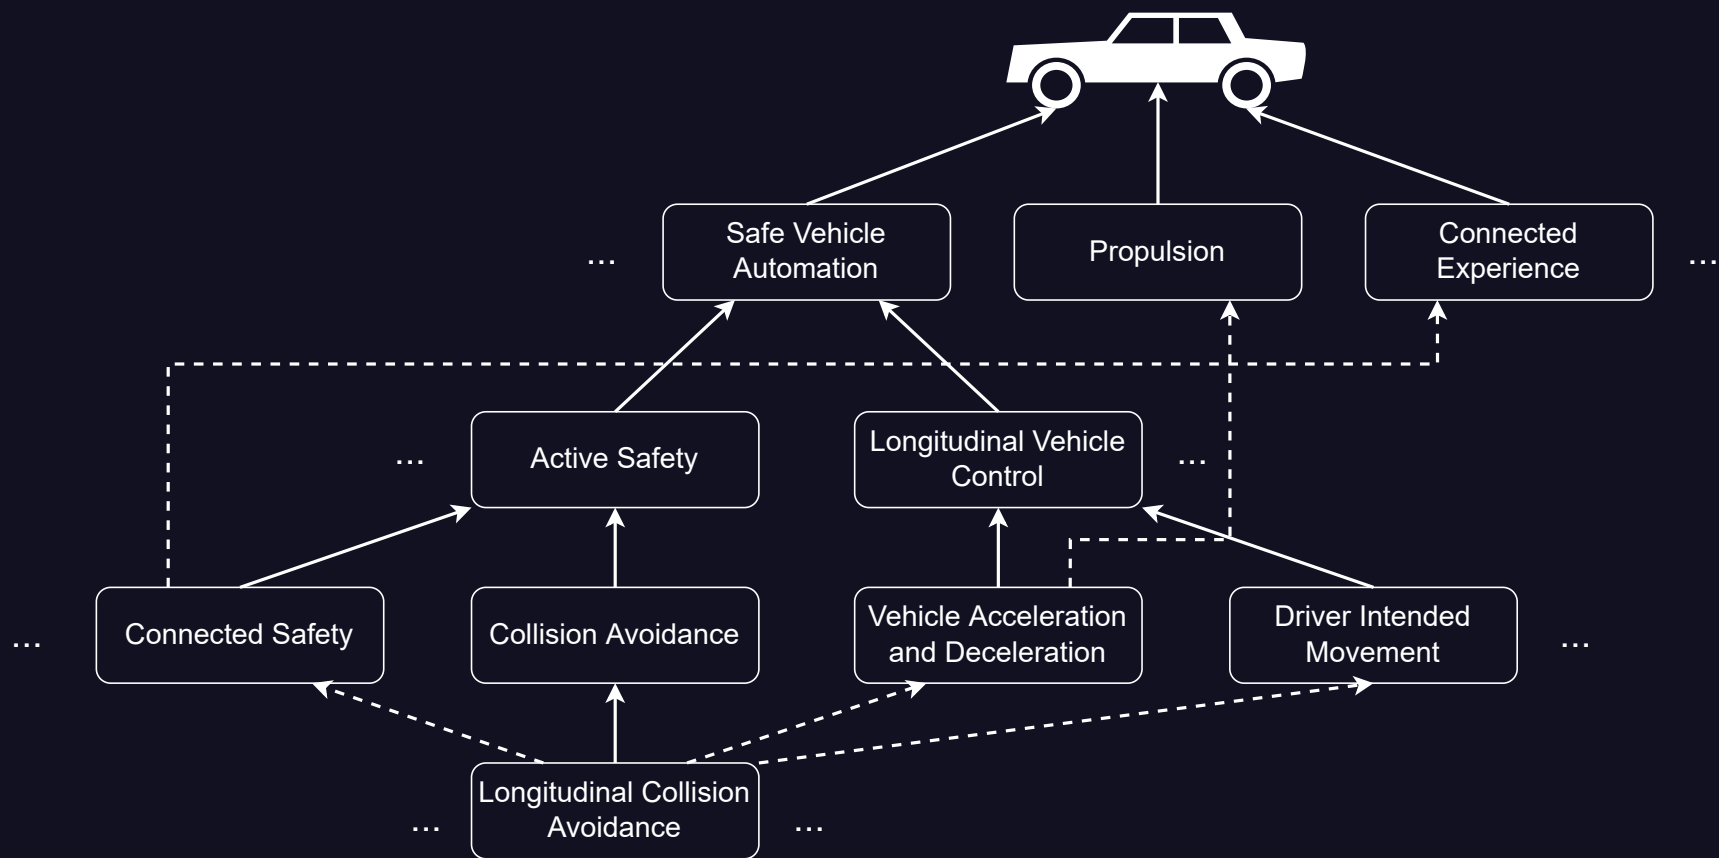 Safe Vehicle
Automation
Propulsion
Connected
Experience
...
...
Active Safety
Longitudinal Vehicle
Control
...
...
Connected Safety
Collision Avoidance
Vehicle Acceleration
and Deceleration
Driver Intended
Movement
...
...
Longitudinal Collision
Avoidance
...
...